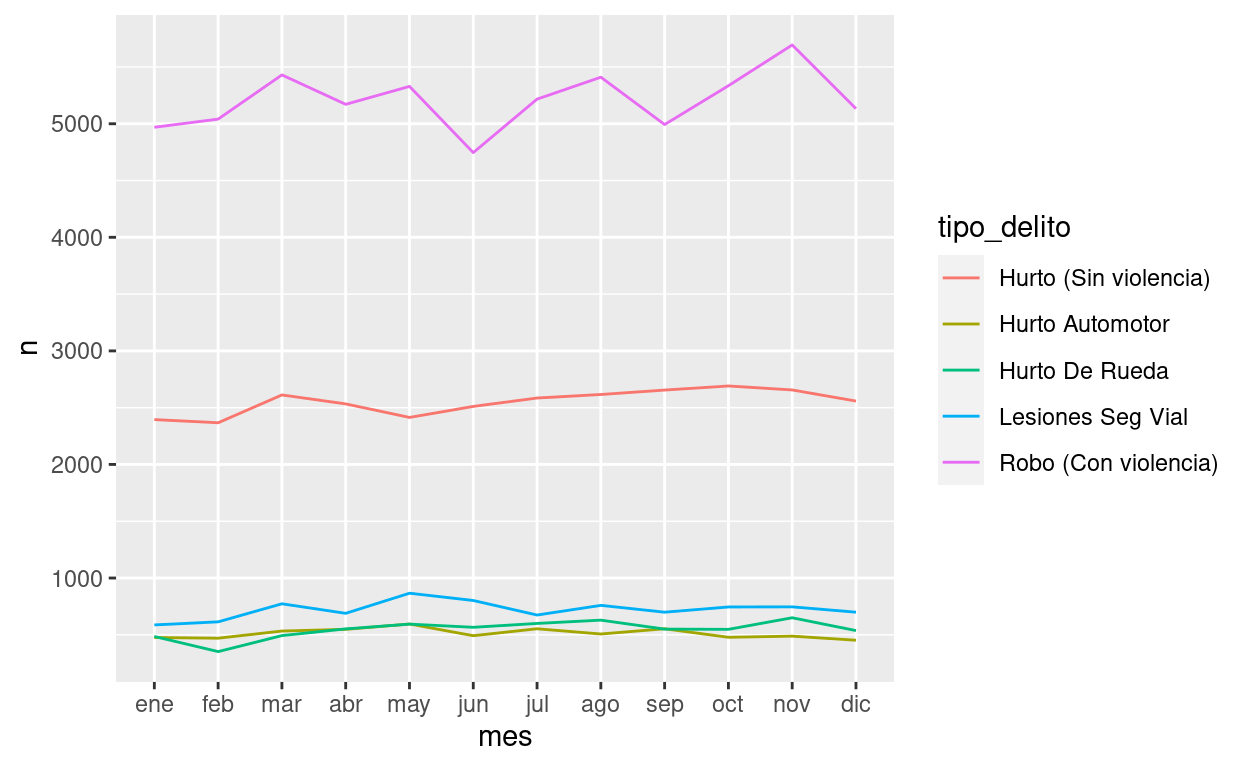 n
5000
4000
3000
2000
1000
ene feb mar abr may jun jul ago sep oct nov dic
mes
tipo_delito
Hurto (Sin violencia)
Hurto Automotor
Hurto De Rueda
Lesiones Seg Vial
Robo (Con violencia)